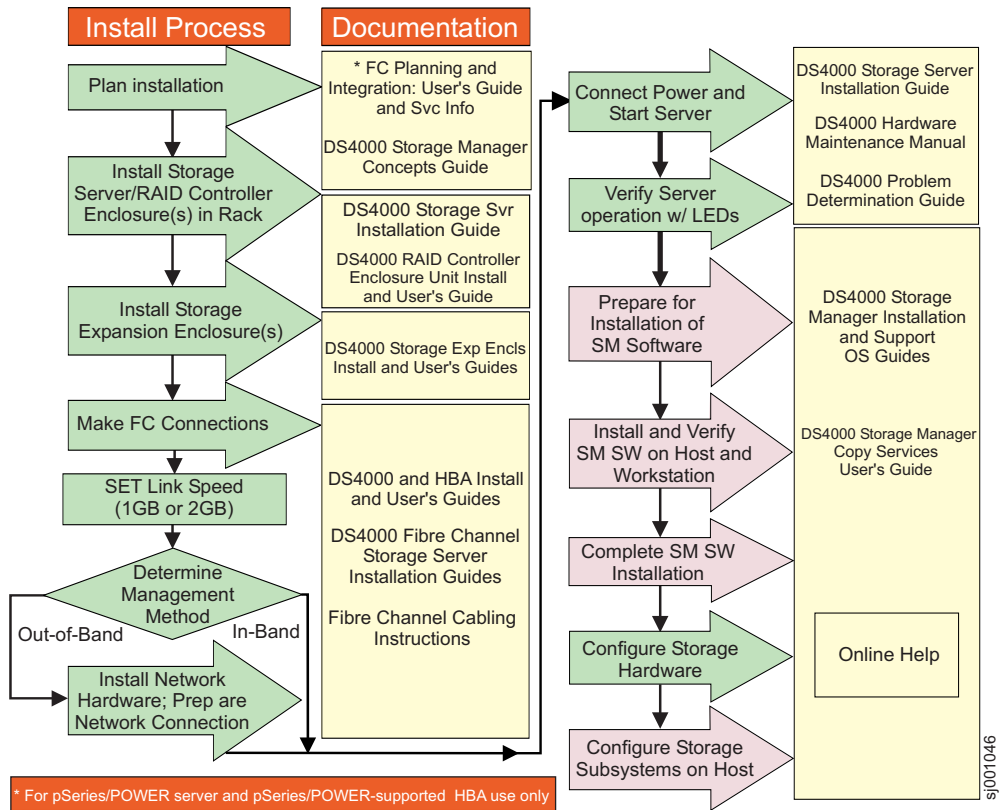 Install Process
Documentation
Plan installation
* FC Planning and
Integration: User's Guide
and Svc Info
DS4000 Storage Manager
Concepts Guide
Install Storage
Server/RAID Controller
Enclosure(s) in Rack
DS4000 Storage Svr
Installation Guide
DS4000 RAID Controller
Enclosure Unit Install
and User's Guide
Install Storage
Expansion Enclosure(s)
DS4000 Storage Exp Encls
Install and User's Guides
Make FC Connections
SET Link Speed
(1GB or 2GB)
DS4000 and HBA Install
and User's Guides
DS4000 Fibre Channel
Storage Server
Installation Guides
Fibre Channel Cabling
Instructions
Determine
Management
Method
Out-of-Band
In-Band
Install Network
Hardware; Prep are
Network Connection
* For pSeries/POWER server and pSeries/POWER-supported HBA use only
Connect Power and
Start Server
DS4000 Storage Server
Installation Guide
DS4000 Hardware
Maintenance Manual
DS4000 Problem
Determination Guide
Verify Server
operation w/ LEDs
Prepare for
Installation of
SM Software
DS4000 Storage
Manager Installation
and Support
OS Guides
Install and Verify
SM SW on Host and
Workstation
DS4000 Storage Manager
Copy Services
User's Guide
Complete SM SW
Installation
Configure Storage
Hardware
Online Help
Configure Storage
Subsystems on Host
sj001046